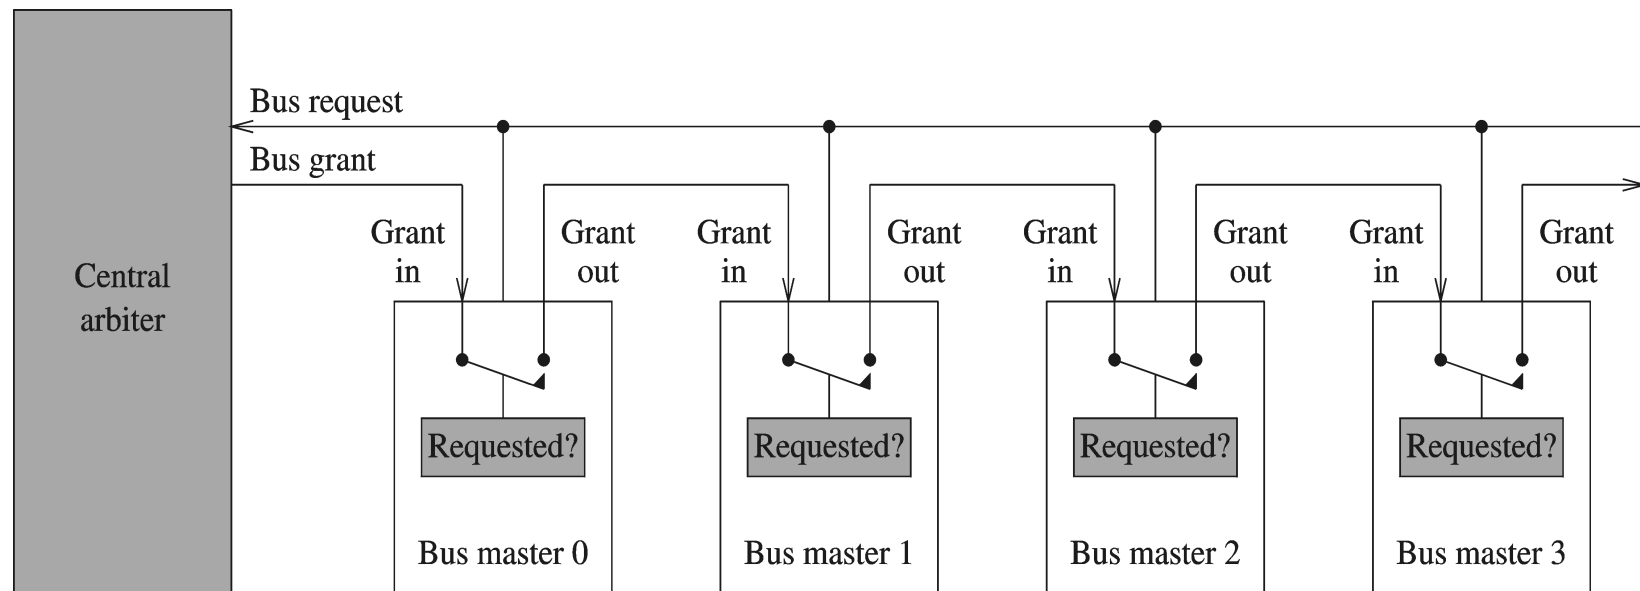 Bus request
Bus grant
Grant
in
Grant
out
Grant
in
Grant
out
Grant
in
Grant
out
Grant
in
Grant
out
Central
arbiter
Requested?
Requested?
Requested?
Requested?
Bus master 0
Bus master 1
Bus master 2
Bus master 3